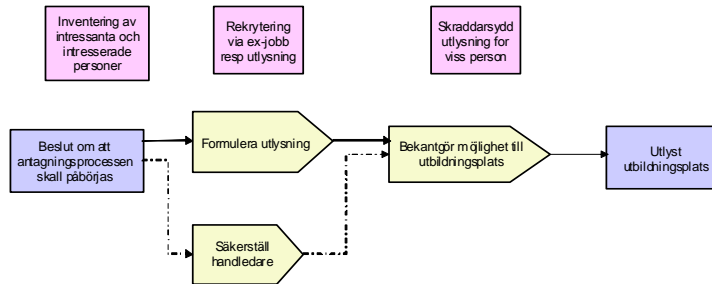 Inventering av
intressanta och
intresserade
personer
Rekrytering
via ex-jobb
resp utlysning
Skraddarsydd
utlysning for
viss person
Beslut om att
antagningsprocessen
skall påbörjas
Formulera utlysning
Bekantgör möjlighet till
utbildningsplats
Utlyst
utbildningsplats
Säkerställ
handledare